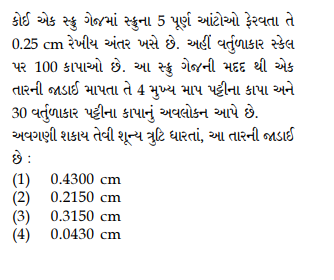 કોઈ એક સ્ક્રુ ગેજમાં સ્ક્રુના 5 પૂર્ણ આંટોઓ ફેરવતા તે
0.25 cm રેખીય અંતર ખસે છે. અહીં વર્તુળાકાર સ્કેલ
પર 100 કાપાઓ છે. આ સ્ક્રુ ગેજની મદદ થી એક
તારની જાડાઈ માપતા તે 4 મુખ્ય માપ પટ્ટીના કાપા અને
30 વર્તુળાકાર પટ્ટીના કાપાનું અવલોકન આપે છે.
અવગણી શકાય તેવી શૂન્ય ત્રુટિ ધારતાં, આ તારની જાડાઈ
છે :
(1) 0.4300 cm
(2) 0.2150 cm
(3) 0.3150 cm
(4) 0.0430 cm